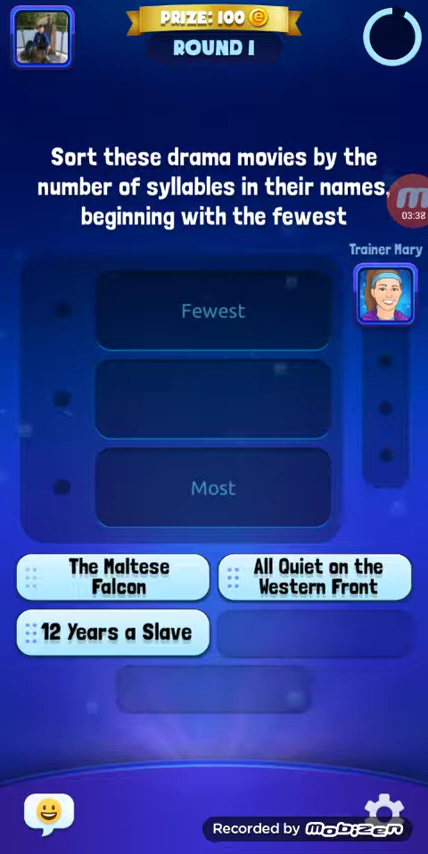 PRIZE: 100
ROUND 1
Sort these drama movies by the
number of syllables in their names,
beginning with the fewest
03:38
Trainer Mary
Fewest
Most
The Maltese
Falcon
All Quiet on the
Western Front
12 Years a Slave
Recorded by mobizen